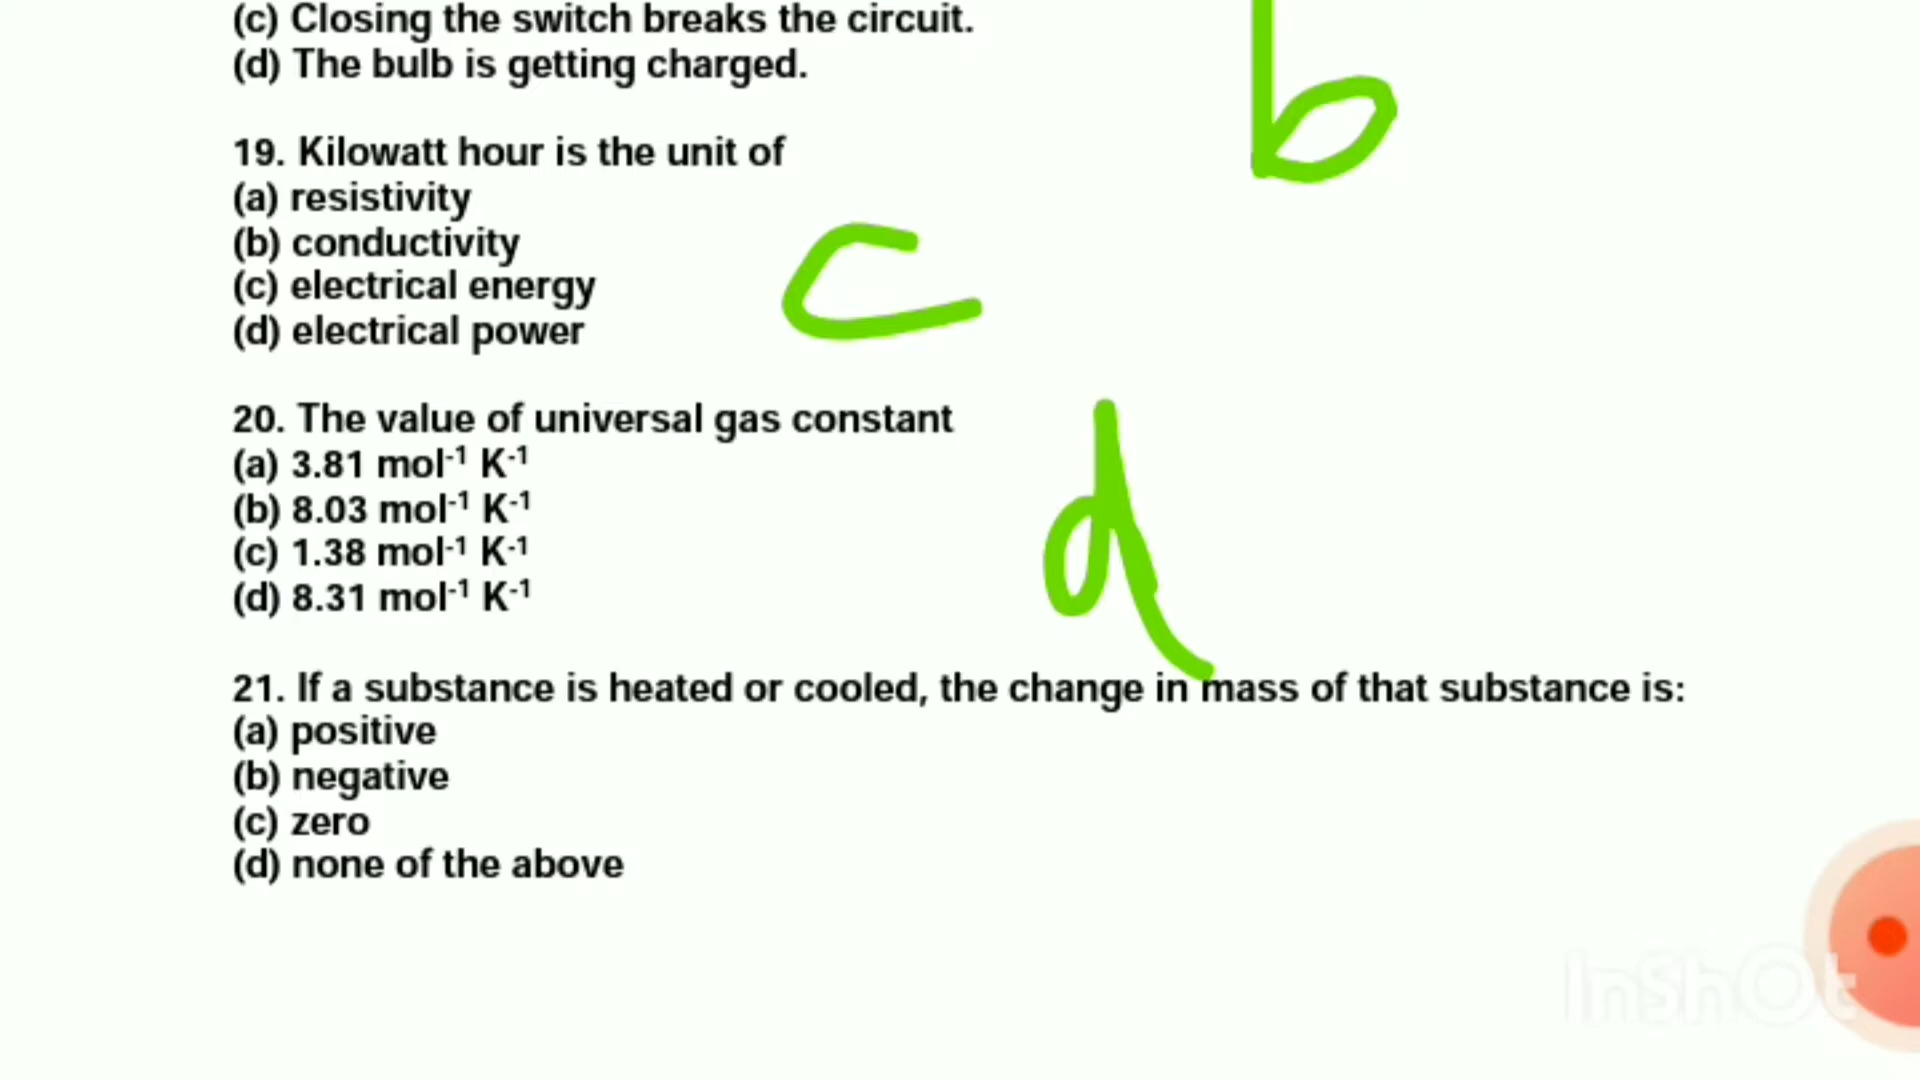 (c) Closing the switch breaks the circuit.
(d) The bulb is getting charged.
b
19. Kilowatt hour is the unit of
(a) resistivity
(b) conductivity
(c) electrical energy
(d) electrical power
c
20. The value of universal gas constant
(a) 3.81 mol⁻¹ K⁻¹
(b) 8.03 mol⁻¹ K⁻¹
(c) 1.38 mol⁻¹ K⁻¹
(d) 8.31 mol⁻¹ K⁻¹
d
21. If a substance is heated or cooled, the change in mass of that substance is:
(a) positive
(b) negative
(c) zero
(d) none of the above
InShOt